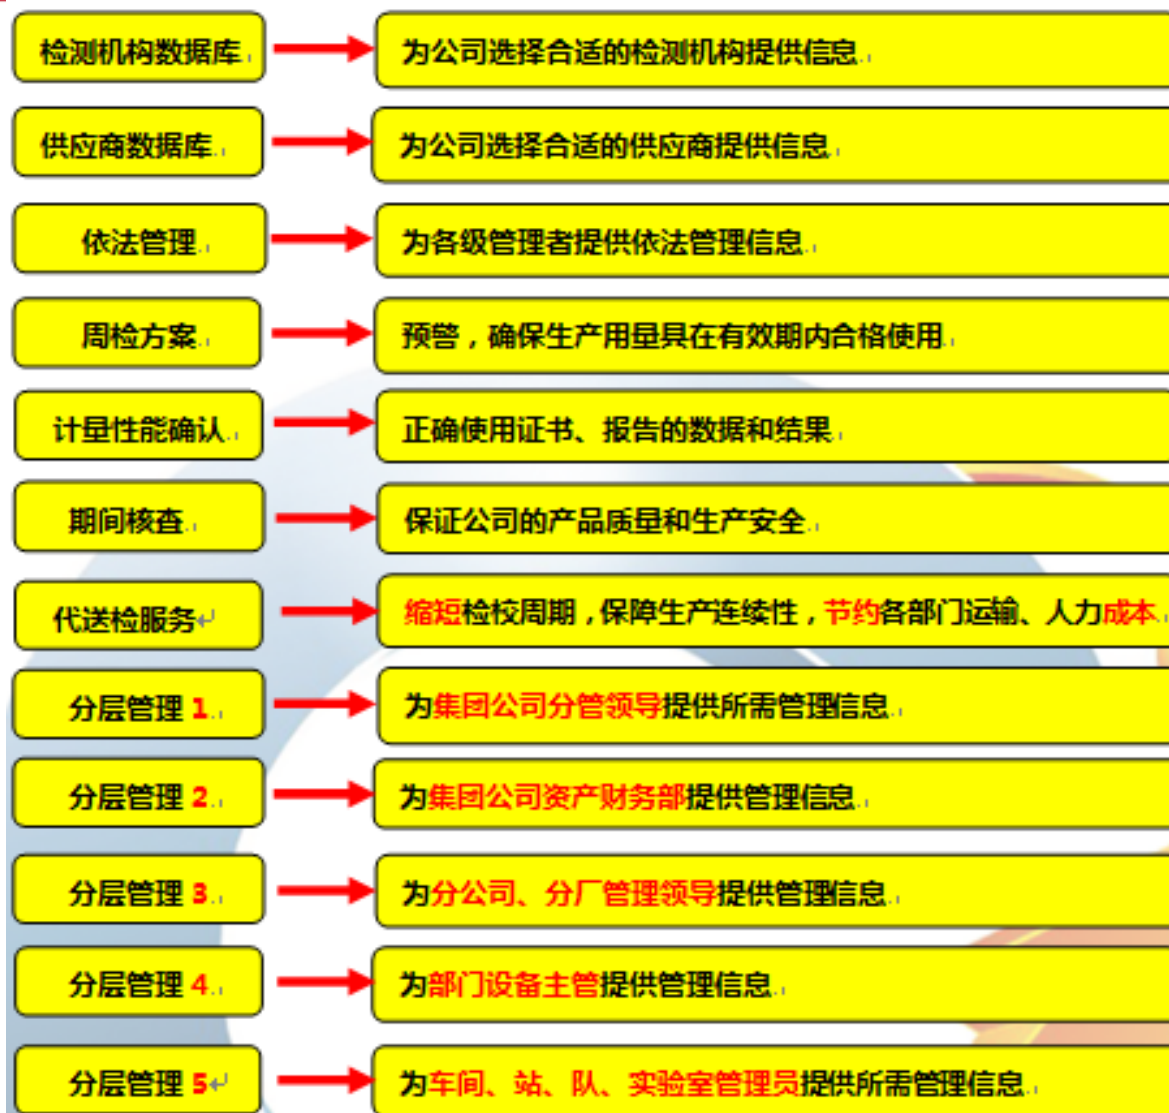 检测机构数据库
为公司选择合适的检测机构提供信息
供应商数据库
为公司选择合适的供应商提供信息
依法管理
为各级管理者提供依法管理信息
周检方案
预警，确保生产用量具在有效期内合格使用
计量性能确认
正确使用证书、报告的数据和结果
期间核查
保证公司的产品质量和生产安全
代送检服务
缩短检校周期，保障生产连续性，节约各部门运输、人力成本
分层管理 1
为集团公司分管领导提供所需管理信息
分层管理 2
为集团公司资产财务部提供管理信息
分层管理 3
为分公司、分厂管理领导提供管理信息
分层管理 4
为部门设备主管提供管理信息
分层管理 5
为车间、站、队、实验室管理员提供所需管理信息